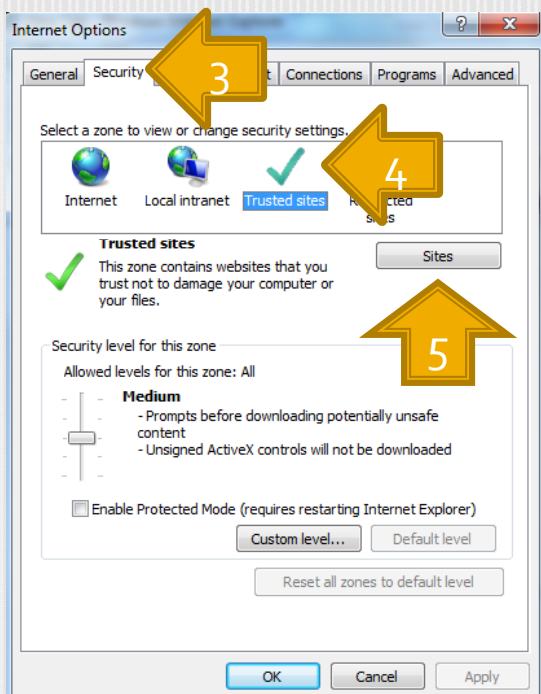 Internet Options
General Security 3 t Connections Programs Advanced
Select a zone to view or change security settings.
4
Internet Local intranet Trusted sites
sites
Trusted sites
This zone contains websites that you
trust not to damage your computer or
your files.
Sites
5
Security level for this zone
Allowed levels for this zone: All
Medium
- Prompts before downloading potentially unsafe
content
- Unsigned ActiveX controls will not be downloaded
Enable Protected Mode (requires restarting Internet Explorer)
Custom level... Default level
Reset all zones to default level
OK Cancel Apply